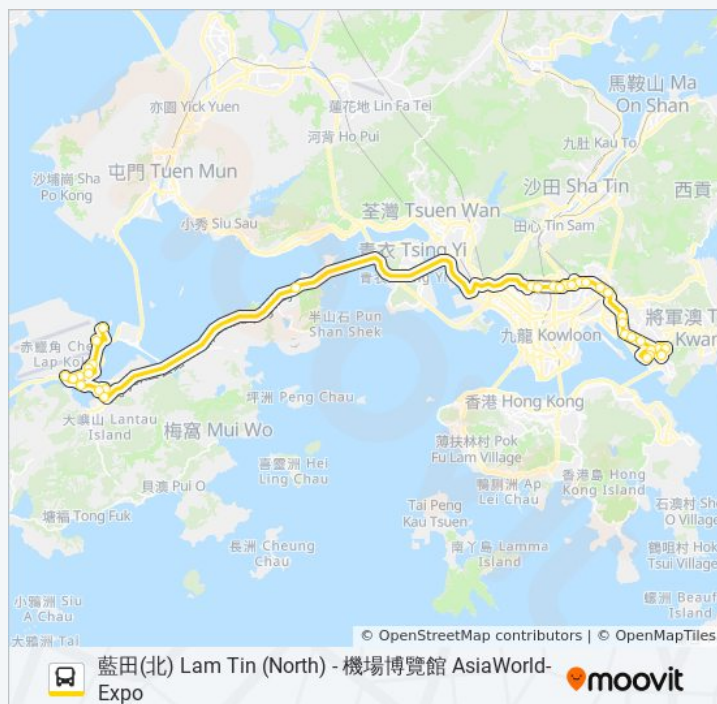 馬鞍山 Ma
On Shan
亦園 Yick Yuen
蓮花地 Lin Fa Tei
河背 Ho Pui
九肚 Kau To
屯門 Tuen Mun
沙埔崗 Sha
Po Kong
沙田 Sha Tin
西貢
荃灣 Tsuen Wan
小秀 Siu Sau
田心 Tin Sam
青衣 Tsing Yi
半山石 Pun
Shan Shek
將軍澳 T
Kwan
赤鱲角 Che
Lap Kok
九龍 Kowloon
坪洲 Peng Chau
香港 Hong Kong
大嶼山 Lantau
Island
梅窩 Mui Wo
薄扶林村 Pok
Fu Lam Village
喜靈洲 Hei
Ling Chau
香港島 Hong
Kong Island
貝澳 Pui O
鴨脷洲 Ap
Lei Chau
石澳村 She
O Village
塘福 Tong Fuk
Tai Peng
Kau Tsuen
長洲 Cheung
Chau
南丫島 Lamma
Island
鶴咀村 Hok
Tsui Village
小鴉洲 Siu
A Chau
螺洲 Beauf
Island
大鴉洲 Tai
© OpenStreetMap contributors | © OpenMapTiles
藍田(北) Lam Tin (North) - 機場博覽館 AsiaWorld-
Expo
moovit